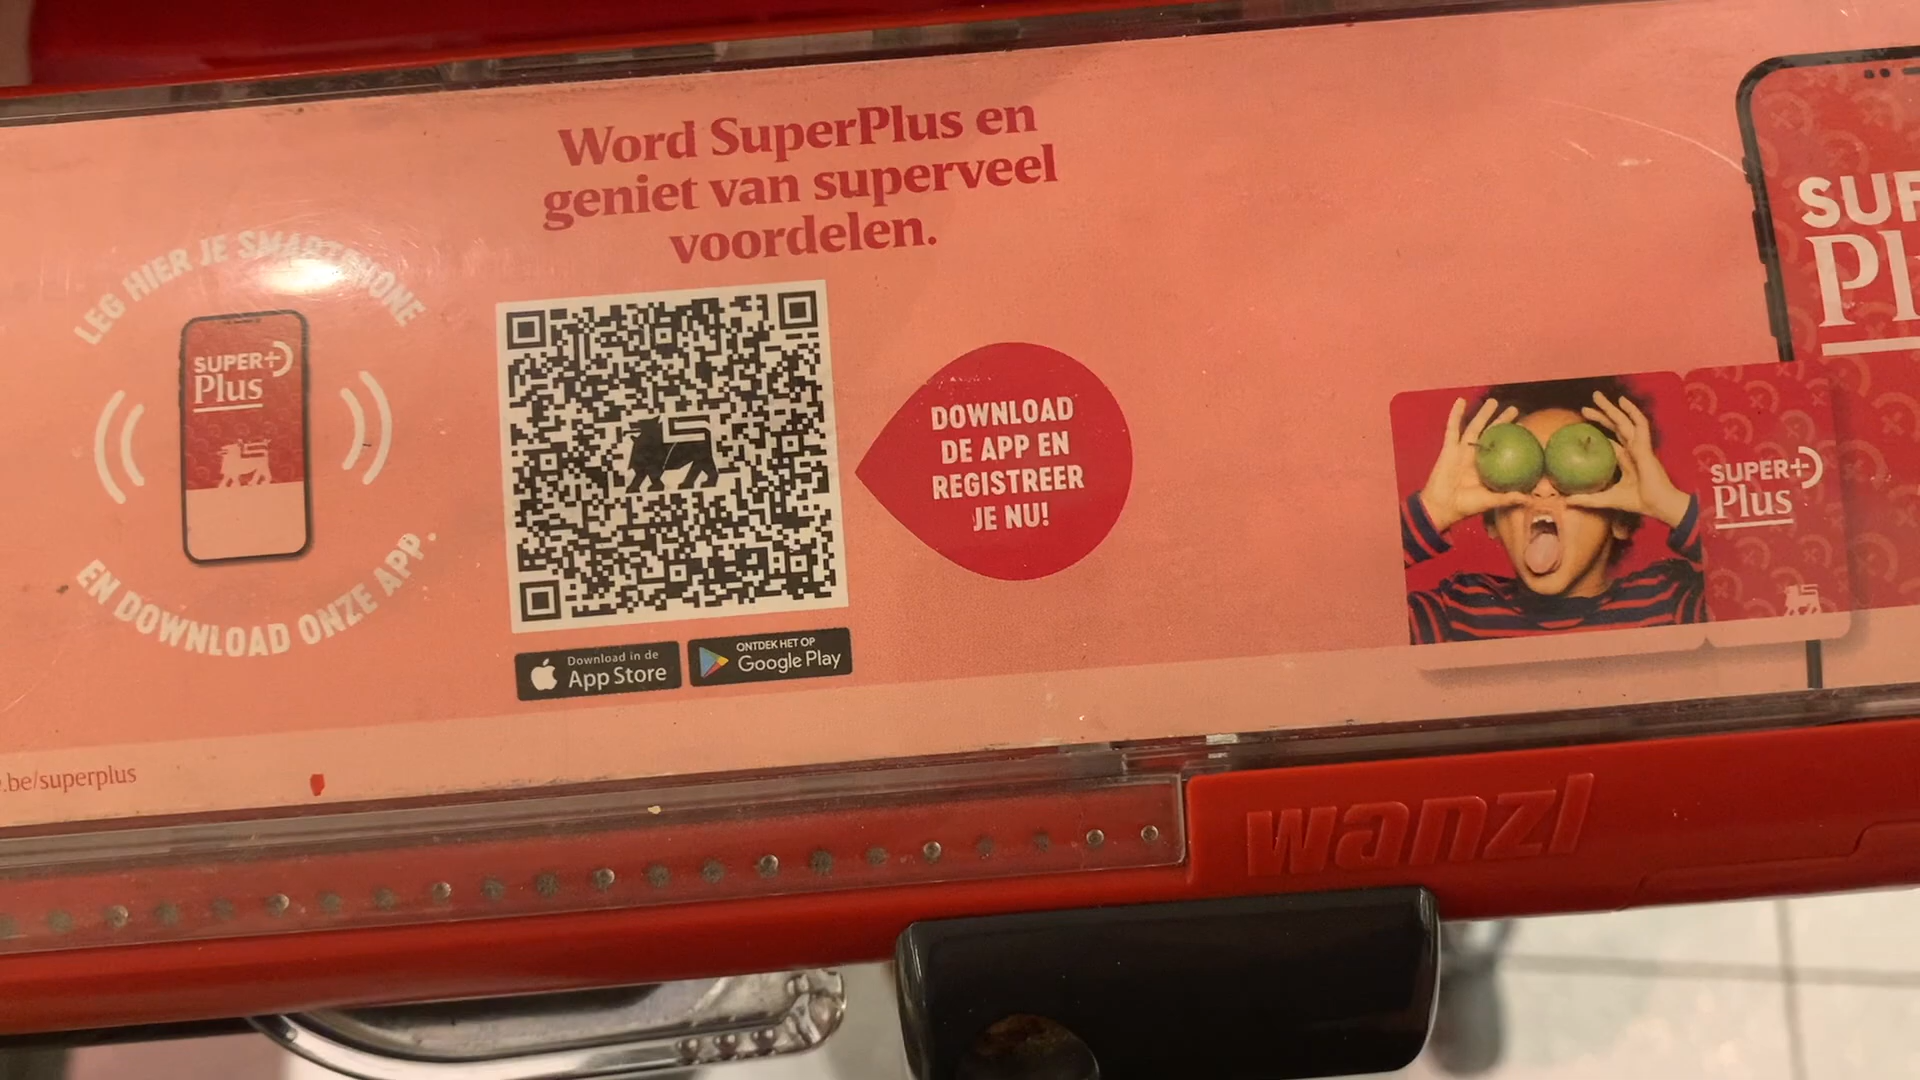 Word SuperPlus en
geniet van superveel
voordelen.
LEG HIER JE SMARTPHONE
SUPER+
Plus
EN DOWNLOAD ONZE APP.
DOWNLOAD
DE APP EN
REGISTREER
JE NU!
Download in de
App Store
ONTDEK HET OP
Google Play
SUPER+
Plus
SUP
Pl
.be/superplus
wanzl